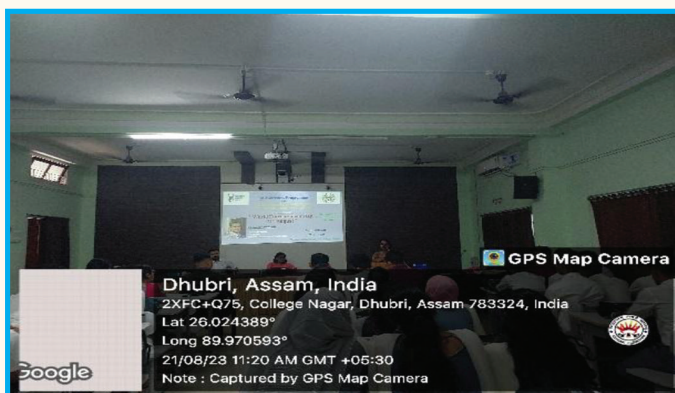 GPS Map Camera
Dhubri, Assam, India
2XFC+Q75, College Nagar, Dhubri, Assam 783324, India
Lat 26.024389°
Long 89.970593°
21/08/23 11:20 AM GMT +05:30
Note : Captured by GPS Map Camera
Google